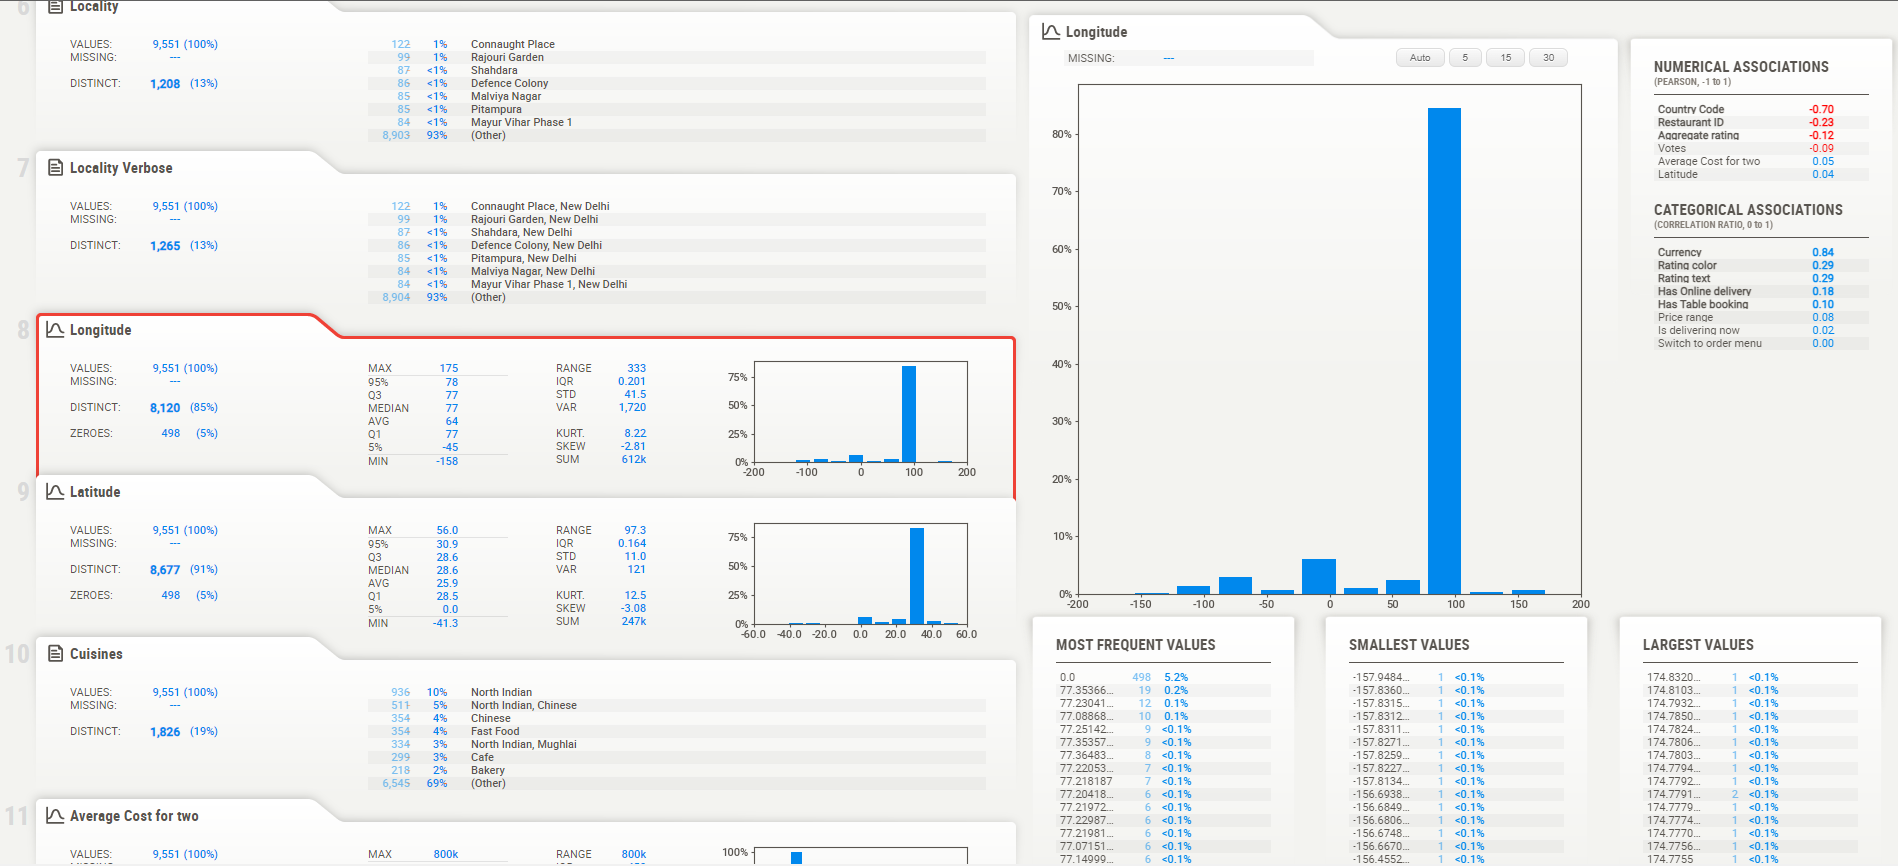 6 Locality
VALUES: 9,551 (100%)
MISSING: ---
DISTINCT: 1,208 (13%)
122 1% Connaught Place
99 1% Rajouri Garden
87 <1% Shahdara
86 <1% Defence Colony
85 <1% Malviya Nagar
85 <1% Pitampura
84 <1% Mayur Vihar Phase 1
8,903 93% (Other)
7 Locality Verbose
VALUES: 9,551 (100%)
MISSING: ---
DISTINCT: 1,265 (13%)
122 1% Connaught Place, New Delhi
99 1% Rajouri Garden, New Delhi
87 <1% Shahdara, New Delhi
86 <1% Defence Colony, New Delhi
85 <1% Pitampura, New Delhi
84 <1% Malviya Nagar, New Delhi
84 <1% Mayur Vihar Phase 1, New Delhi
8,904 93% (Other)
8 Longitude
VALUES: 9,551 (100%)
MISSING: ---
DISTINCT: 8,120 (85%)
ZEROES: 498 (5%)
MAX 175
95% 78
Q3 77
MEDIAN 77
AVG 64
Q1 77
5% -45
MIN -158
RANGE 333
IQR 0.201
STD 41.5
VAR 1,720
KURT. 8.22
SKEW -2.81
SUM 612k
75%
50%
25%
0%
-200 -100 0 100 200
9 Latitude
VALUES: 9,551 (100%)
MISSING: ---
DISTINCT: 8,677 (91%)
ZEROES: 498 (5%)
MAX 56.0
95% 30.9
Q3 28.6
MEDIAN 28.6
AVG 25.9
Q1 28.5
5% 0.0
MIN -41.3
RANGE 97.3
IQR 0.164
STD 11.0
VAR 121
KURT. 12.5
SKEW -3.08
SUM 247k
75%
50%
25%
0%
-60.0 -40.0 -20.0 0.0 20.0 40.0 60.0
10 Cuisines
VALUES: 9,551 (100%)
MISSING: ---
DISTINCT: 1,826 (19%)
936 10% North Indian
511 5% North Indian, Chinese
354 4% Chinese
354 4% Fast Food
334 3% North Indian, Mughlai
299 3% Cafe
218 2% Bakery
6,545 69% (Other)
11 Average Cost for two
VALUES: 9,551 (100%)
MAX 800k
RANGE 800k
100%
Longitude
MISSING: ---
Auto 5 15 30
80%
70%
60%
50%
40%
30%
20%
10%
0%
-200 -150 -100 -50 0 50 100 150 200
NUMERICAL ASSOCIATIONS
(PEARSON, -1 to 1)
Country Code -0.70
Restaurant ID -0.23
Aggregate rating -0.12
Votes -0.09
Average Cost for two 0.05
Latitude 0.04
CATEGORICAL ASSOCIATIONS
(CORRELATION RATIO, 0 to 1)
Currency 0.84
Rating color 0.29
Rating text 0.29
Has Online delivery 0.18
Has Table booking 0.10
Price range 0.08
Is delivering now 0.02
Switch to order menu 0.00
MOST FREQUENT VALUES
0.0 498 5.2%
77.35366... 19 0.2%
77.23041... 12 0.1%
77.08868... 10 0.1%
77.25142... 9 <0.1%
77.35357... 9 <0.1%
77.36483... 8 <0.1%
77.22053... 7 <0.1%
77.218187 7 <0.1%
77.20418... 6 <0.1%
77.21972... 6 <0.1%
77.22987... 6 <0.1%
77.21981... 6 <0.1%
77.07151... 6 <0.1%
77.14999... 6 <0.1%
SMALLEST VALUES
-157.9484... 1 <0.1%
-157.8360... 1 <0.1%
-157.8315... 1 <0.1%
-157.8312... 1 <0.1%
-157.8311... 1 <0.1%
-157.8271... 1 <0.1%
-157.8259... 1 <0.1%
-157.8227... 1 <0.1%
-157.8134... 1 <0.1%
-156.6938... 1 <0.1%
-156.6849... 1 <0.1%
-156.6806... 1 <0.1%
-156.6748... 1 <0.1%
-156.6670... 1 <0.1%
-156.4552... 1 <0.1%
LARGEST VALUES
174.8320... 1 <0.1%
174.8103... 1 <0.1%
174.7932... 1 <0.1%
174.7850... 1 <0.1%
174.7824... 1 <0.1%
174.7806... 1 <0.1%
174.7803... 1 <0.1%
174.7794... 1 <0.1%
174.7792... 1 <0.1%
174.7791... 2 <0.1%
174.7779... 1 <0.1%
174.7774... 1 <0.1%
174.7770... 1 <0.1%
174.7756... 1 <0.1%
174.7755 1 <0.1%